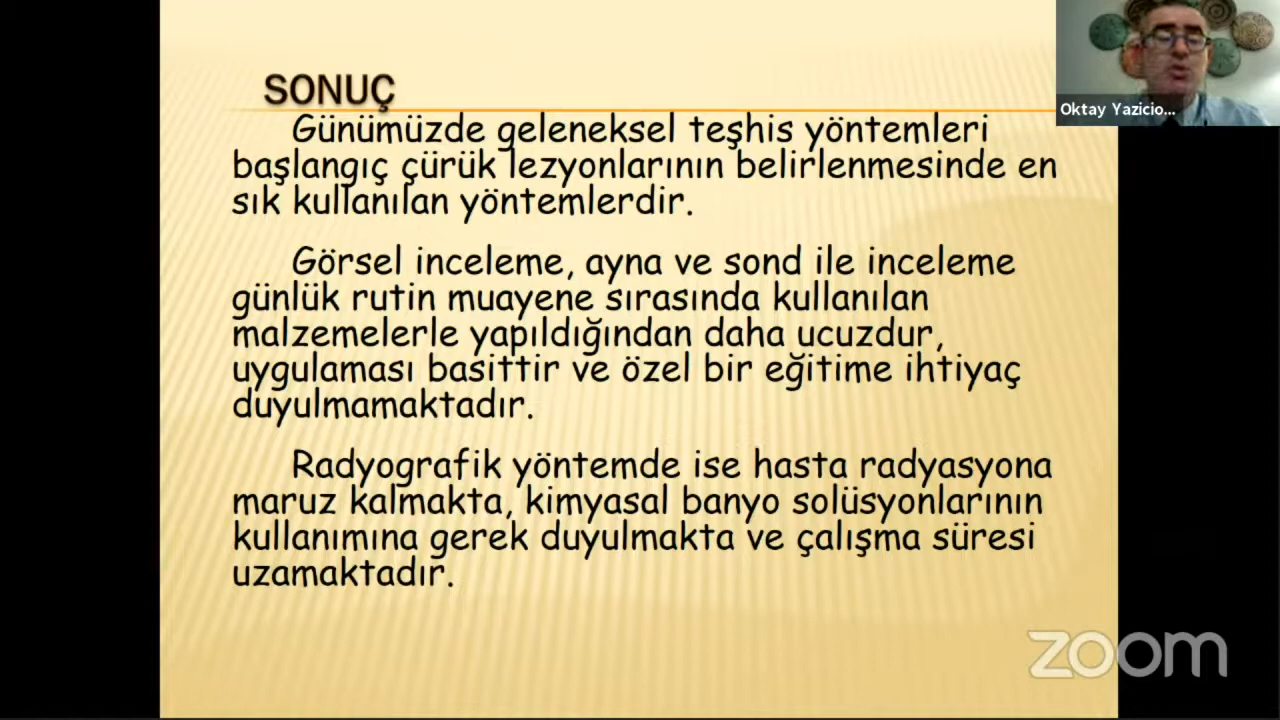 SONUÇ
Günümüzde geleneksel teşhis yöntemleri
başlangıç çürük lezyonlarının belirlenmesinde en
sık kullanılan yöntemlerdir.
Görsel inceleme, ayna ve sond ile inceleme
günlük rutin muayene sırasında kullanılan
malzemelerle yapıldığından daha ucuzdur,
uygulaması basittir ve özel bir eğitime ihtiyaç
duyulmamaktadır.
Radyografik yöntemde ise hasta radyasyona
maruz kalmakta, kimyasal banyo solüsyonlarının
kullanımına gerek duyulmakta ve çalışma süresi
uzamaktadır.
Oktay Yazicio...
zoom